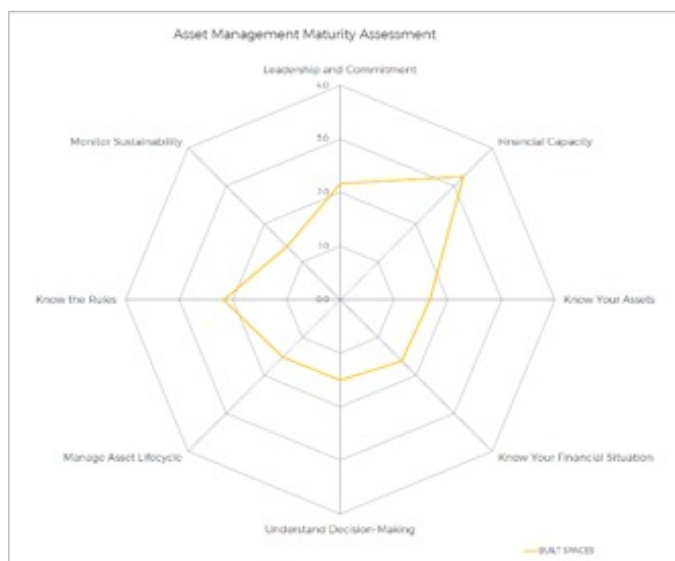 Asset Management Maturity Assessment
Leadership and Commitment
4.0
Monitor Sustainability
Financial Capacity
3.0
2.0
1.0
Know the Rules
0.0
Know Your Assets
Manage Asset Lifecycle
Know Your Financial Situation
Understand Decision-Making
BUILT SPACES